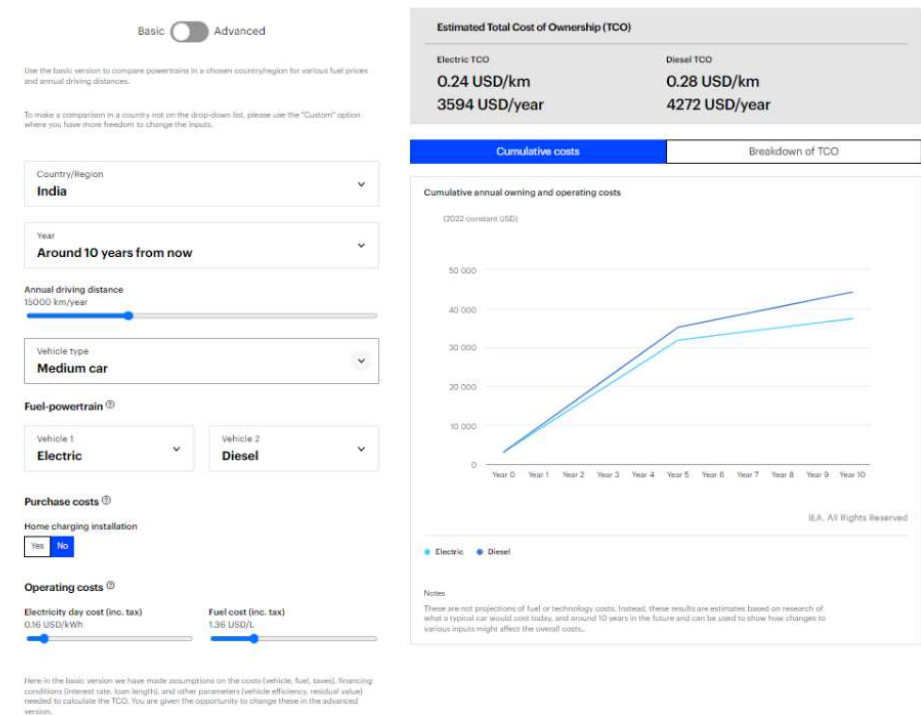 Basic Advanced
Use the basic version to compare powertrains in a chosen country/region for various fuel prices
and annual driving distances.
To make a comparison in a country not on the drop-down list, please use the "Custom" option
where you have more freedom to change the inputs.
Country/Region
India
Year
Around 10 years from now
Annual driving distance
15000 km/year
Vehicle type
Medium car
Fuel-powertrain ?
Vehicle 1
Electric
Vehicle 2
Diesel
Purchase costs ?
Home charging installation
Yes No
Operating costs ?
Electricity day cost (inc. tax)
0.16 USD/kWh
Fuel cost (inc. tax)
1.36 USD/L
Here in the basic version we have made assumptions on the costs (vehicle, fuel, taxes), financing
conditions (interest rate, loan length), and other parameters (vehicle efficiency, residual value)
needed to calculate the TCO. You are given the opportunity to change these in the advanced
version.
Estimated Total Cost of Ownership (TCO)
Electric TCO
0.24 USD/km
3594 USD/year
Diesel TCO
0.28 USD/km
4272 USD/year
Cumulative costs
Breakdown of TCO
Cumulative annual owning and operating costs
(2022 constant USD)
50 000
40 000
30 000
20 000
10 000
0
Year 0 Year 1 Year 2 Year 3 Year 4 Year 5 Year 6 Year 7 Year 8 Year 9 Year 10
IEA. All Rights Reserved
Electric Diesel
Notes
These are not projections of fuel or technology costs. Instead, these results are estimates based on research of
what a typical car would cost today, and around 10 years in the future and can be used to show how changes to
various inputs might affect the overall costs..